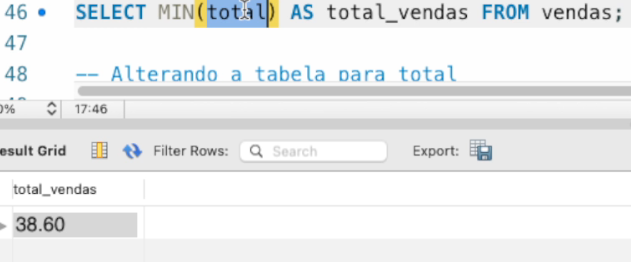 46 SELECT MIN(total) AS total_vendas FROM vendas;
47
48 -- Alterando a tabela para total
0% 17:46
esult Grid Filter Rows: Search Export:
total_vendas
38.60